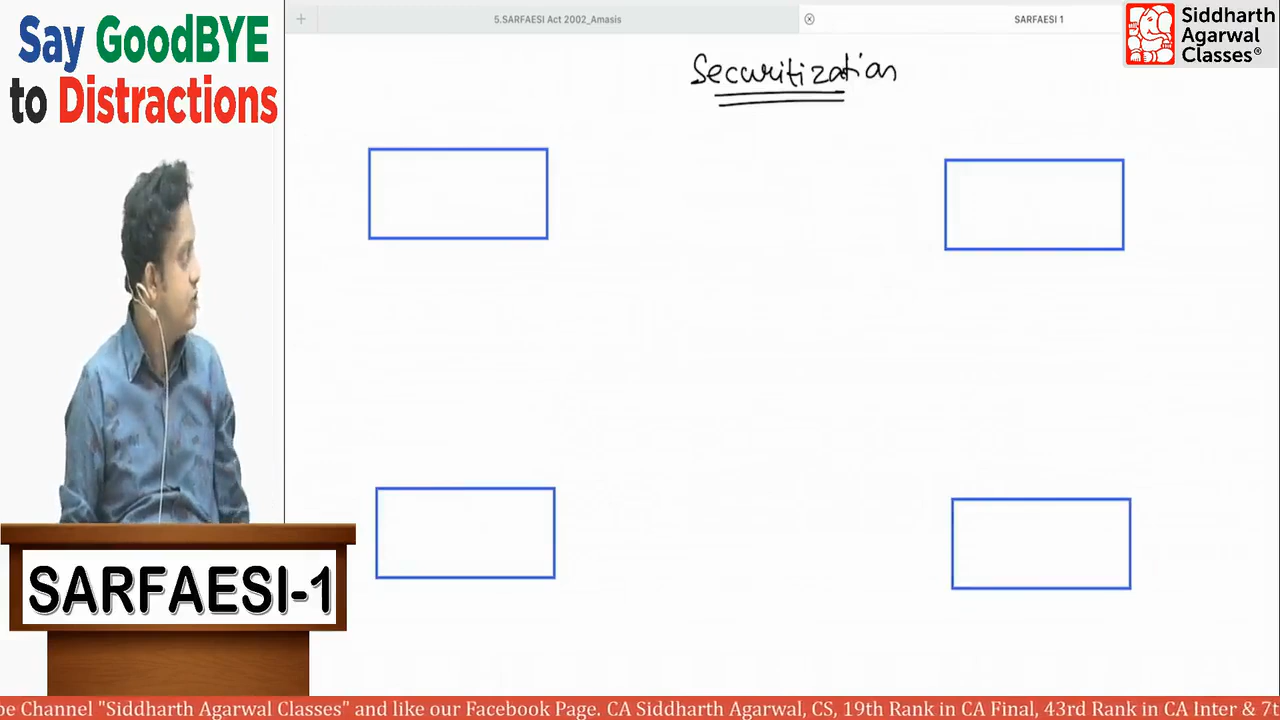 Say GoodBYE
to Distractions
5.SARFAESI Act 2002_Amasis
SARFAESI 1
Siddharth
Agarwal
Classes®
Securitization
SARFAESI-1
be Channel "Siddharth Agarwal Classes" and like our Facebook Page. CA Siddharth Agarwal, CS, 19th Rank in CA Final, 43rd Rank in CA Inter & 7t